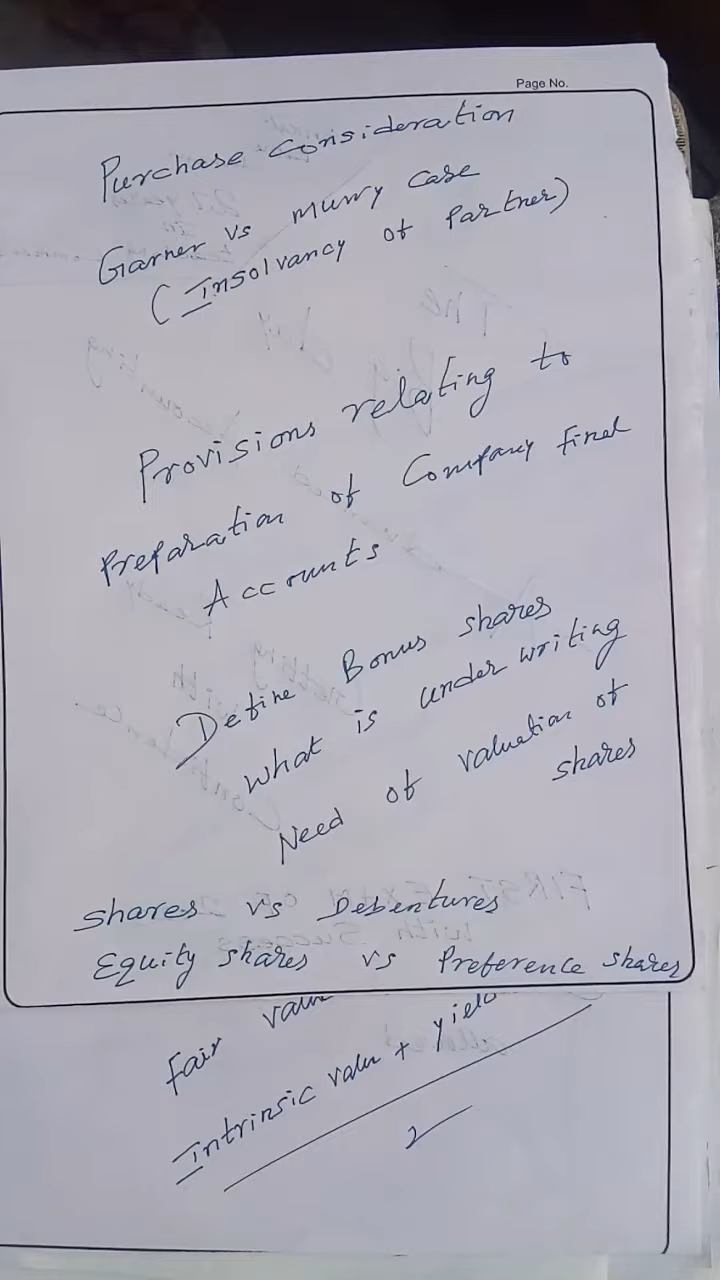 Page No.
Purchase Consideration
Garner vs Murry Case
(Insolvancy of Partner)
Provisions relating to
Preparation of Company final
Accounts
Define Bonus shares
What is under writing
Need of valuation of
shares
Shares vs Debentures
Equity shares vs Preference shares
Fair
Intrinsic value + yield
2